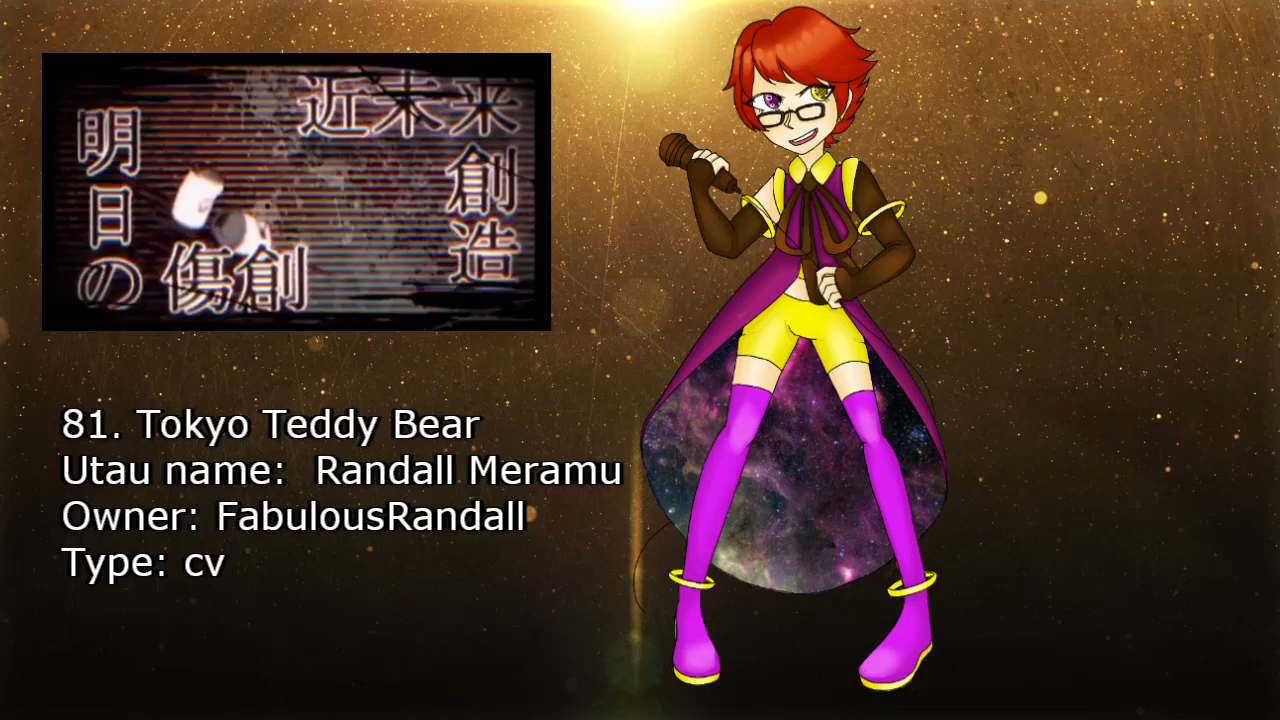 近未来
創造
明日の
傷創
81. Tokyo Teddy Bear
Utau name:  Randall Meramu
Owner: FabulousRandall
Type: cv